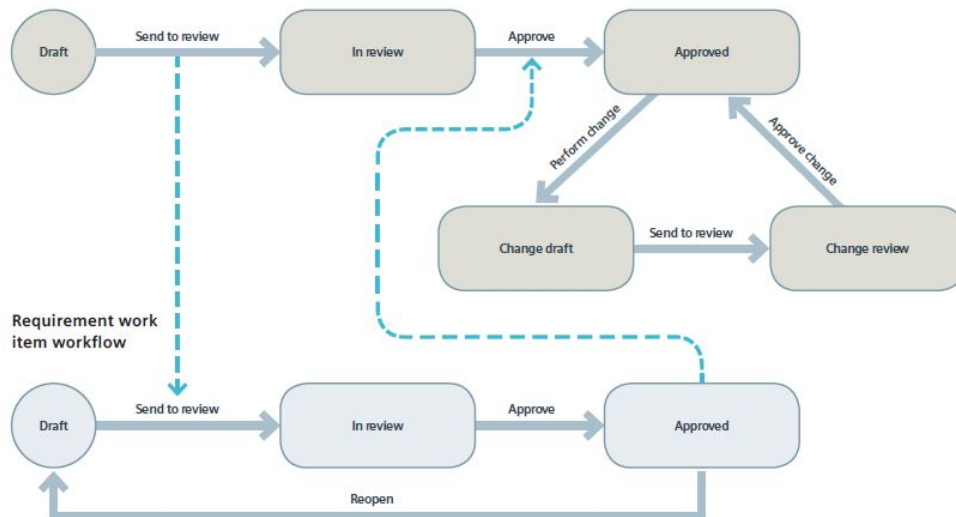 Send to review
Approve
Draft
In review
Approved
Perform change
Approve change
Send to review
Change draft
Change review
Requirement work
item workflow
Send to review
Approve
Draft
In review
Approved
Reopen